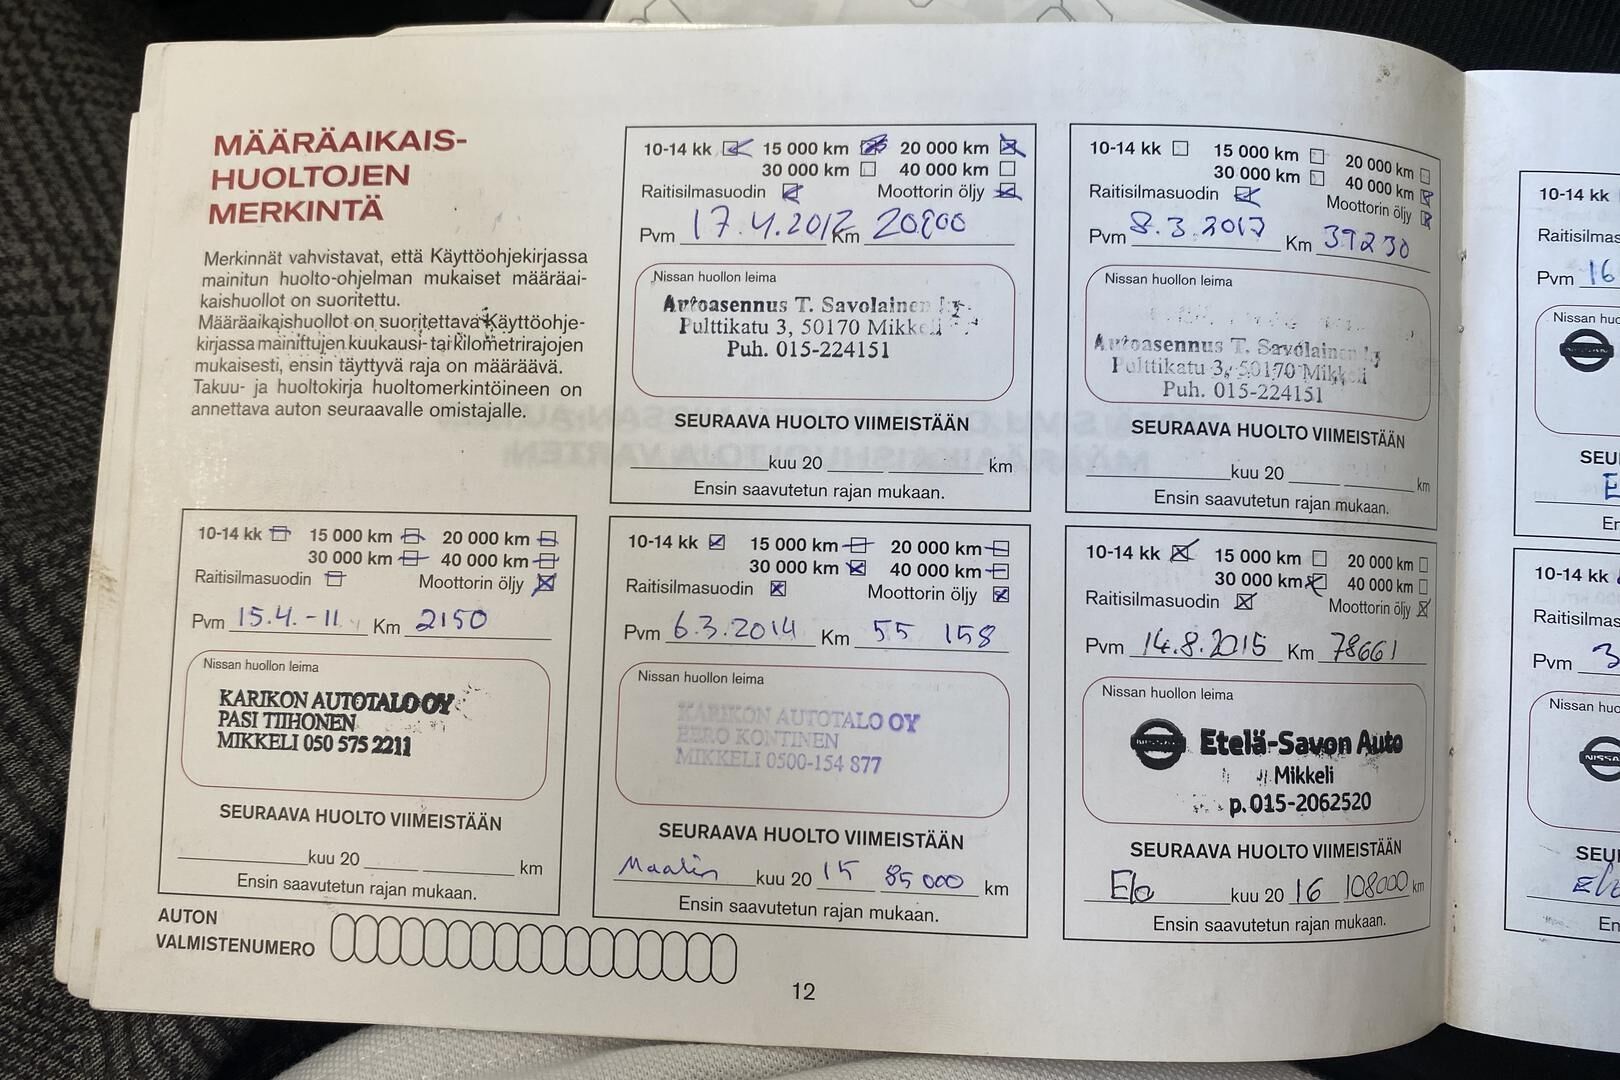 MÄÄRÄAIKAIS-
HUOLTOJEN
MERKINTÄ
Merkinnät vahvistavat, että Käyttöohjekirjassa
mainitun huolto-ohjelman mukaiset määräai-
kaishuollot on suoritettu.
Määräaikaishuollot on suoritettava Käyttöohje-
kirjassa mainittujen kuukausi- tai kilometrirajojen
mukaisesti, ensin täyttyvä raja on määräävä.
Takuu- ja huoltokirja huoltomerkintöineen on
annettava auton seuraavalle omistajalle.
10-14 kk 15 000 km 20 000 km
30 000 km 40 000 km
Raitisilmasuodin Moottorin öljy
Pvm 17.4.2012 Km
Nissan huollon leima
Autoasennus T. Savolainen
Pulttikatu 3, 50170 Mikkeli
Puh. 015-224151
SEURAAVA HUOLTO VIIMEISTÄÄN
kuu 20 km
Ensin saavutetun rajan mukaan.
10-14 kk 15 000 km 20 000 km
30 000 km 40 000 km
Raitisilmasuodin Moottorin öljy
Pvm 8.3.2013 Km 39230
Nissan huollon leima
Autoasennus T. Savolainen
Pulttikatu 3, 50170 Mikkeli
Puh. 015-224151
SEURAAVA HUOLTO VIIMEISTÄÄN
kuu 20 km
Ensin saavutetun rajan mukaan.
10-14 kk 15 000 km 20 000 km
30 000 km 40 000 km
Raitisilmasuodin Moottorin öljy
Pvm 15.4.-11 Km 2150
Nissan huollon leima
KARIKON AUTOTALO OY
PASI TIIHONEN
MIKKELI 050 575 2211
SEURAAVA HUOLTO VIIMEISTÄÄN
kuu 20 km
Ensin saavutetun rajan mukaan.
10-14 kk 15 000 km 20 000 km
30 000 km 40 000 km
Raitisilmasuodin Moottorin öljy
Pvm 6.3.2014 Km 55 158
Nissan huollon leima
KARIKON AUTOTALO OY
EERO KONTINEN
MIKKELI 0500-154 877
SEURAAVA HUOLTO VIIMEISTÄÄN
Maalis kuu 20 15 85 000 km
Ensin saavutetun rajan mukaan.
10-14 kk 15 000 km 20 000 km
30 000 km 40 000 km
Raitisilmasuodin Moottorin öljy
Pvm 14.8.2015 Km 78661
Nissan huollon leima
NISSAN Etelä-Savon Auto
Mikkeli
p. 015-2062520
SEURAAVA HUOLTO VIIMEISTÄÄN
Elo kuu 20 16 108000 km
Ensin saavutetun rajan mukaan.
AUTON
VALMISTENUMERO
12
10-14 kk
Pvm 16
10-14 kk
Pvm 3